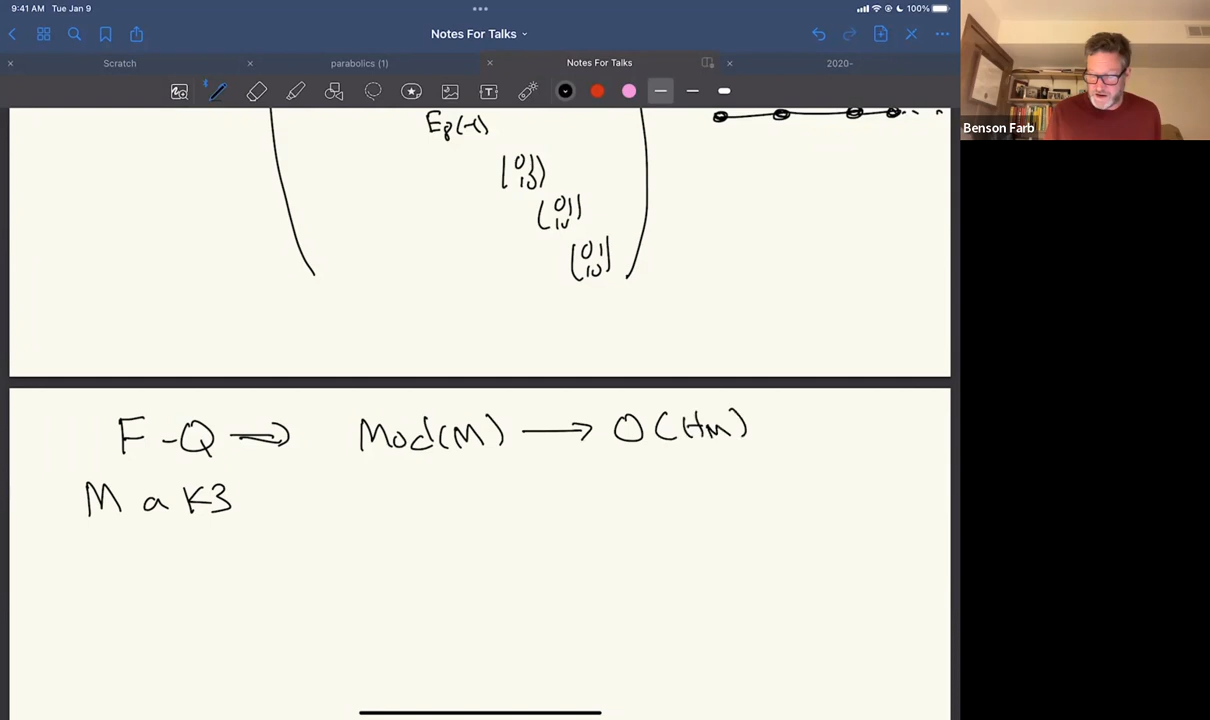 9:41 AM Tue Jan 9
100%
Notes For Talks
Scratch
parabolics (1)
Notes For Talks
2020-
Benson Farb
E₈(-1)
(0 1
1 0)
(0 1
1 0)
(0 1
1 0)
F-Q ⟹ Mod(M) ⟶ O(H_M)
M a K3